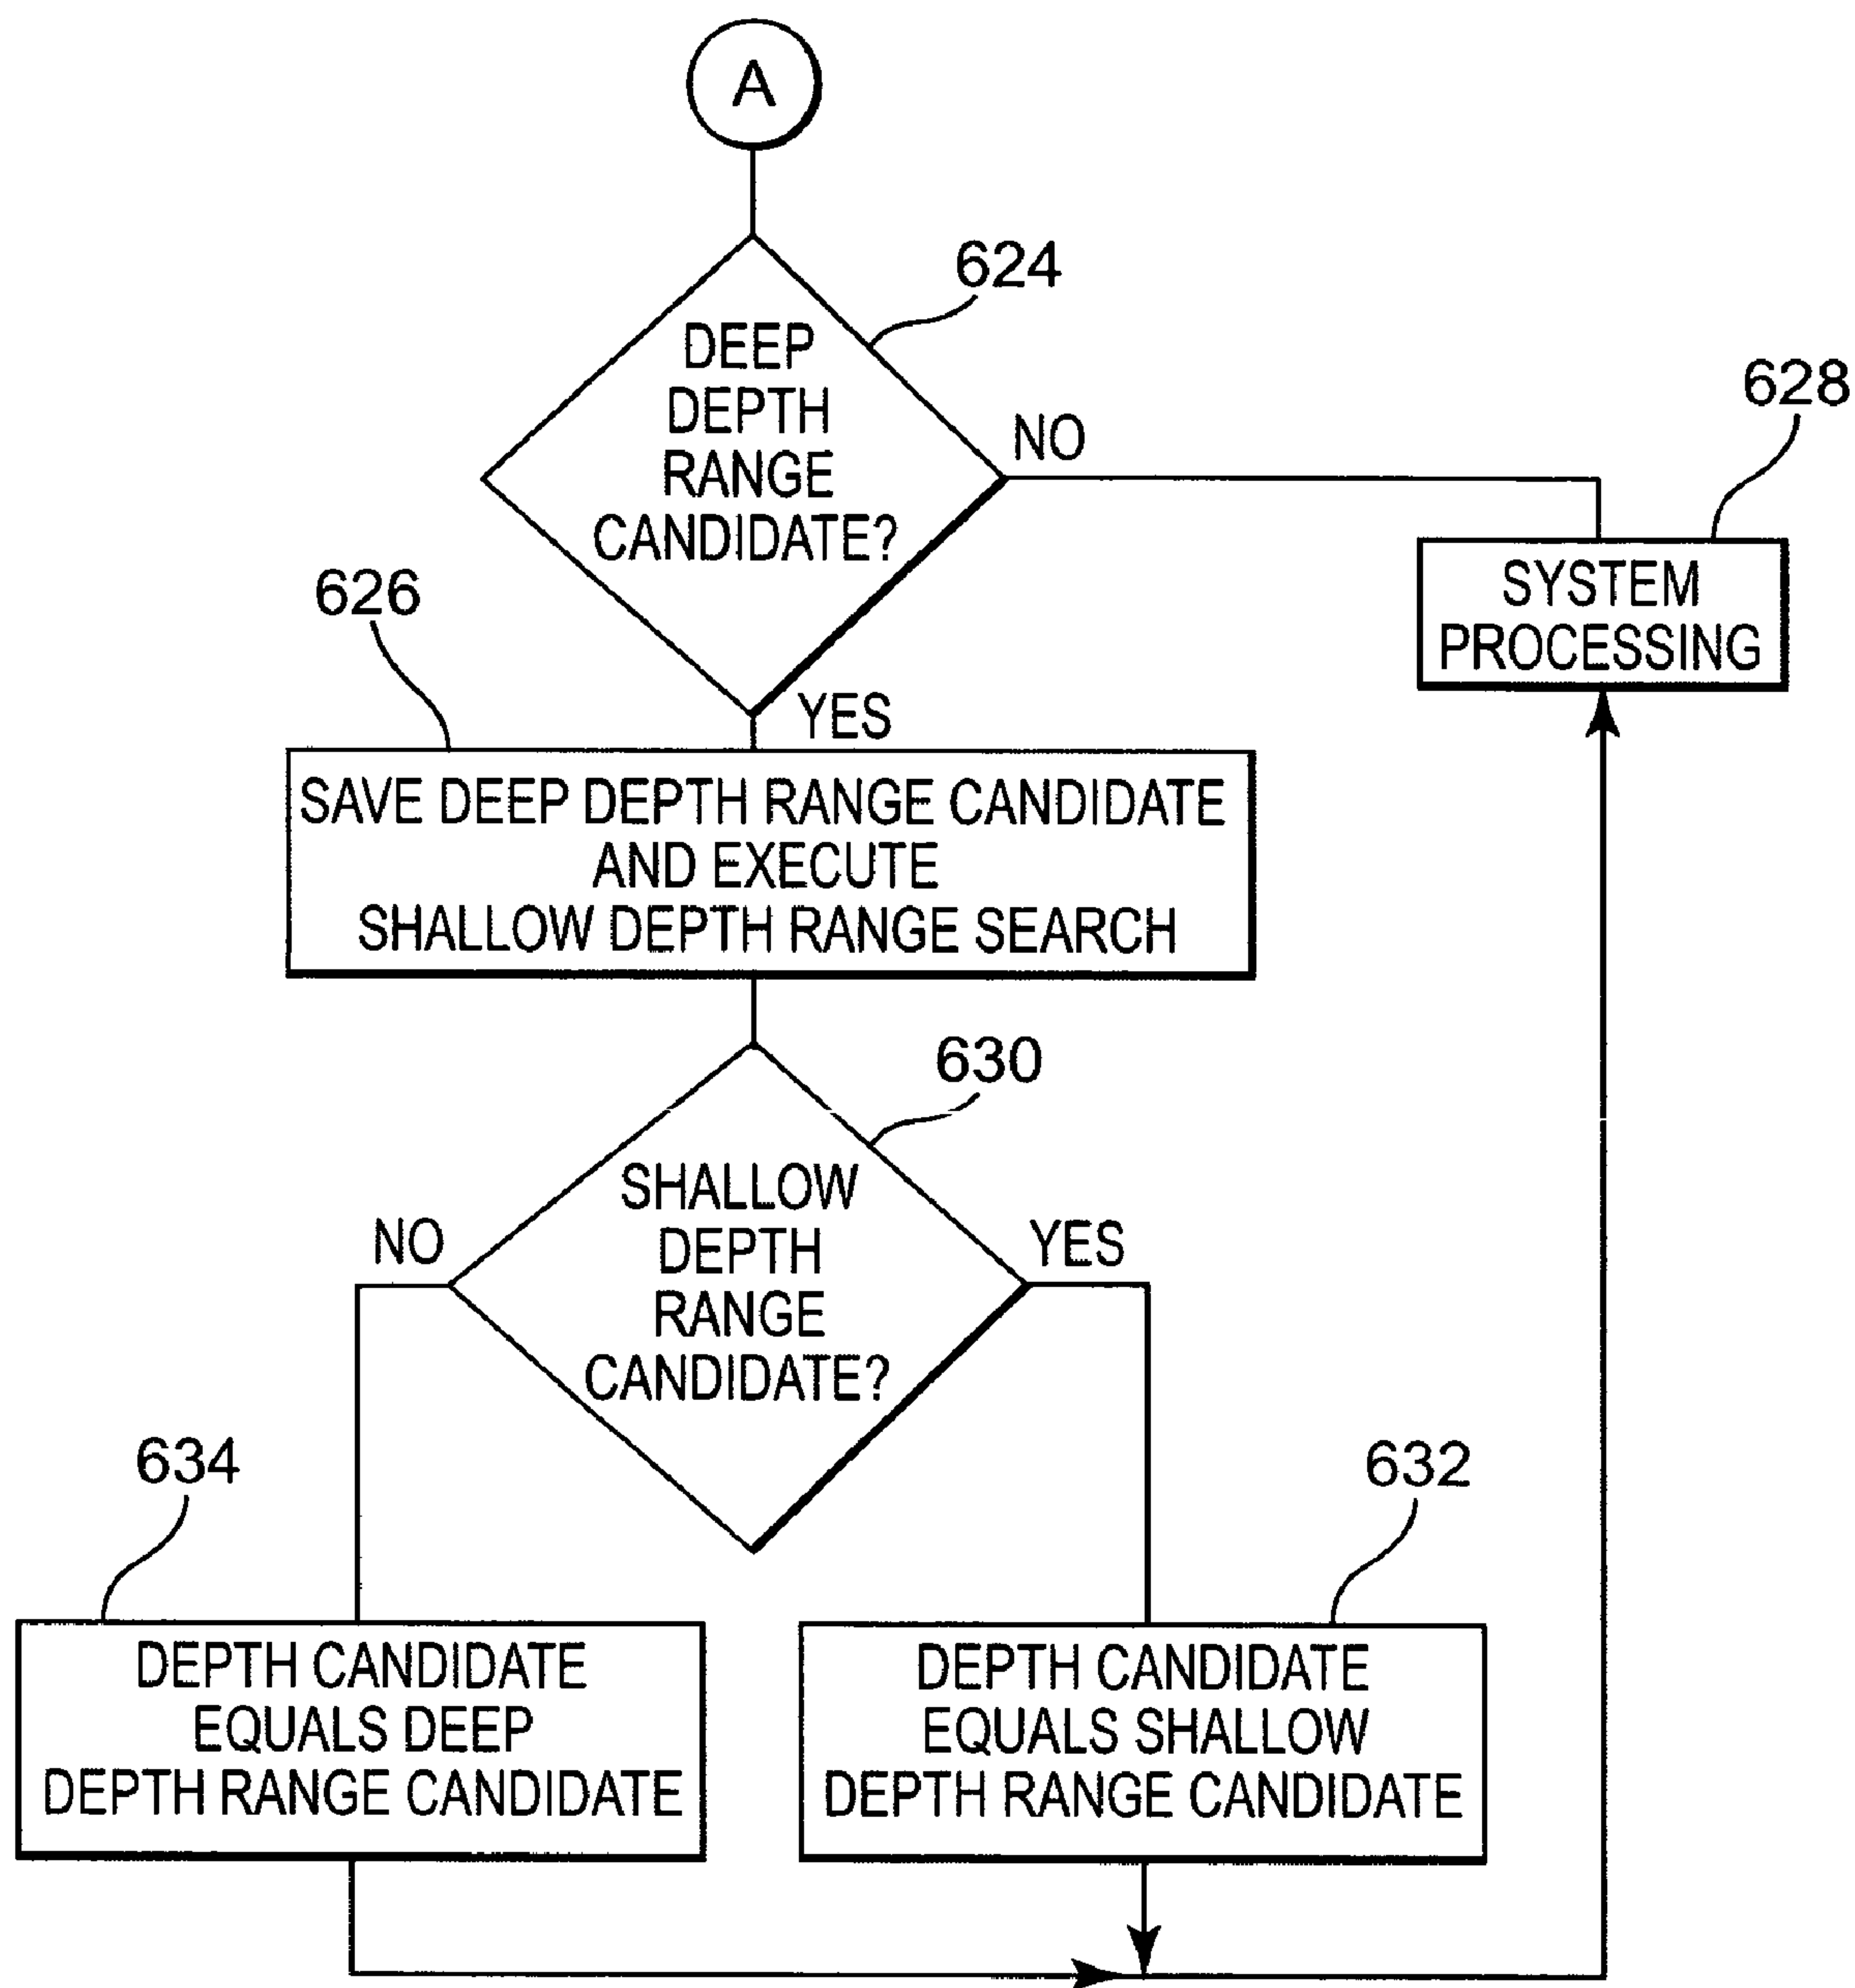 A
624
DEEP
DEPTH
RANGE
CANDIDATE?
NO
628
SYSTEM
PROCESSING
626
YES
SAVE DEEP DEPTH RANGE CANDIDATE
AND EXECUTE
SHALLOW DEPTH RANGE SEARCH
630
SHALLOW
DEPTH
RANGE
CANDIDATE?
NO
YES
634
632
DEPTH CANDIDATE
EQUALS DEEP
DEPTH RANGE CANDIDATE
DEPTH CANDIDATE
EQUALS SHALLOW
DEPTH RANGE CANDIDATE